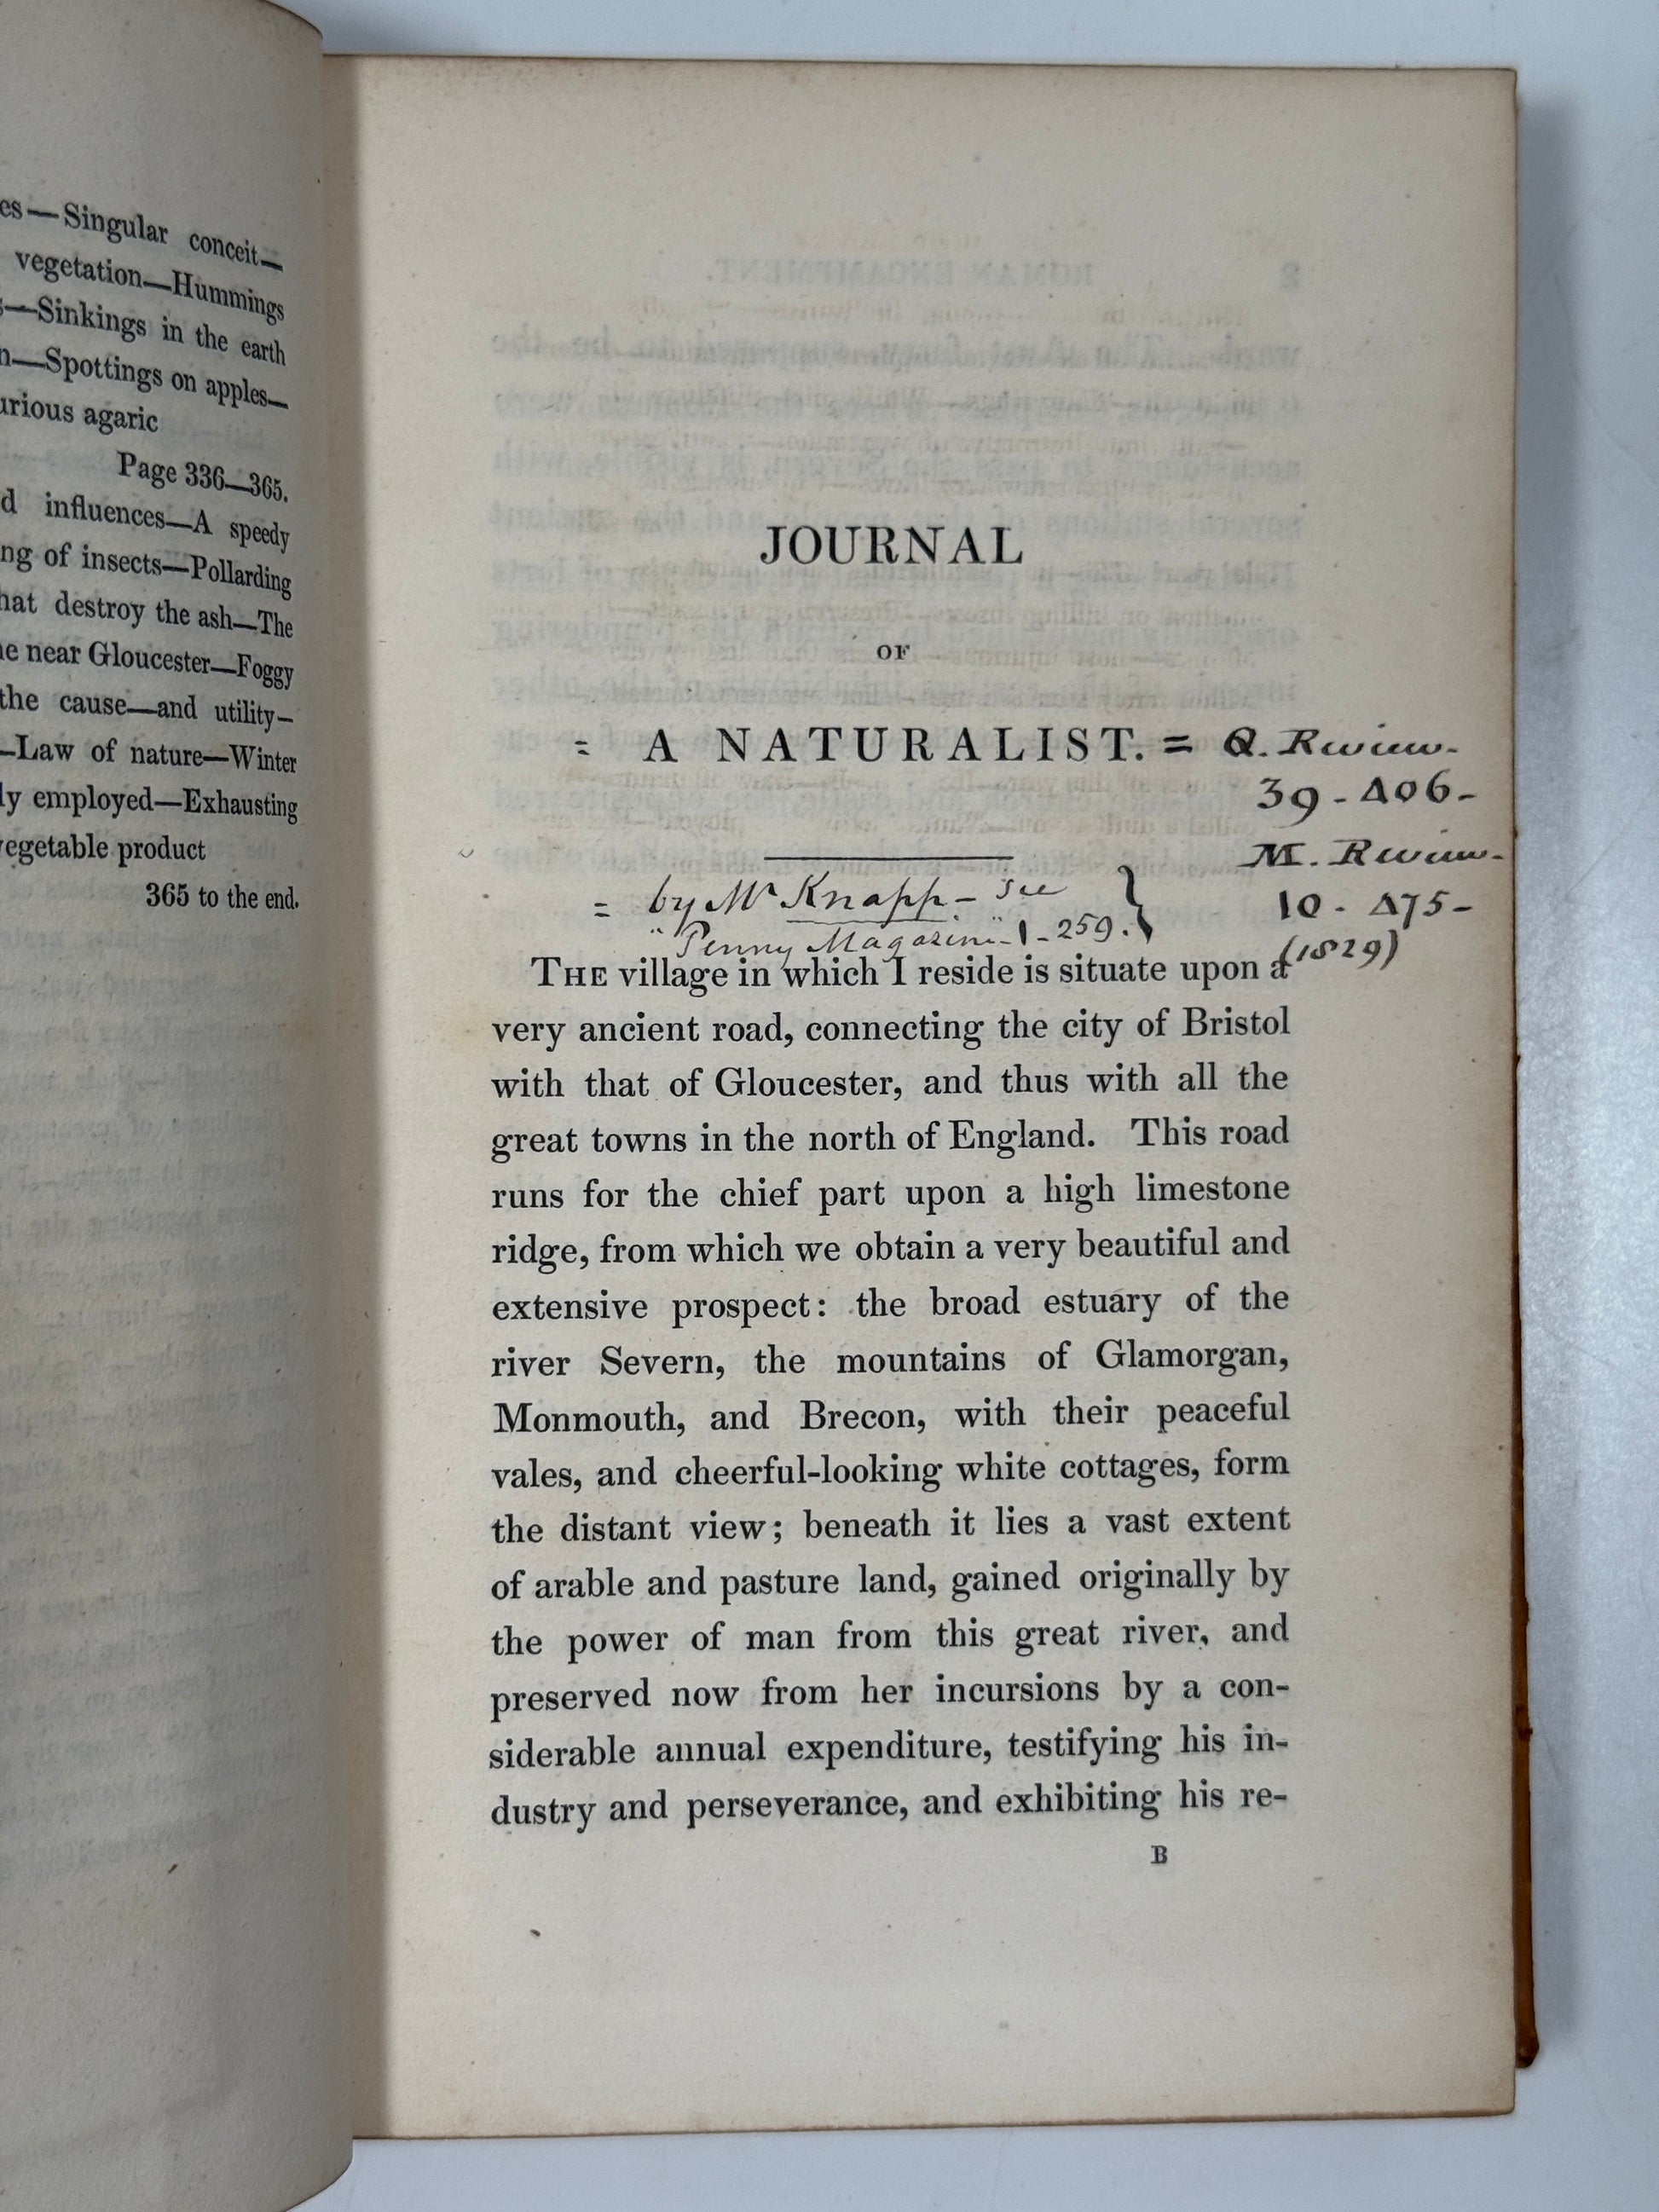 es—Singular conceit—
vegetation—Hummings
—Sinkings in the earth
n—Spottings on apples—
urious agaric
Page 336—365.
d influences—A speedy
ng of insects—Pollarding
hat destroy the ash—The
e near Gloucester—Foggy
the cause—and utility—
—Law of nature—Winter
ly employed—Exhausting
vegetable product
365 to the end.
JOURNAL
OF
= A NATURALIST. = Q. Review-
39 - 406-
M. Review-
= by Mr Knapp - see
10 - 475-
"Penny Magazine" - 1 - 259.
(1829)
THE village in which I reside is situate upon a
very ancient road, connecting the city of Bristol
with that of Gloucester, and thus with all the
great towns in the north of England. This road
runs for the chief part upon a high limestone
ridge, from which we obtain a very beautiful and
extensive prospect: the broad estuary of the
river Severn, the mountains of Glamorgan,
Monmouth, and Brecon, with their peaceful
vales, and cheerful-looking white cottages, form
the distant view; beneath it lies a vast extent
of arable and pasture land, gained originally by
the power of man from this great river, and
preserved now from her incursions by a con-
siderable annual expenditure, testifying his in-
dustry and perseverance, and exhibiting his re-
B